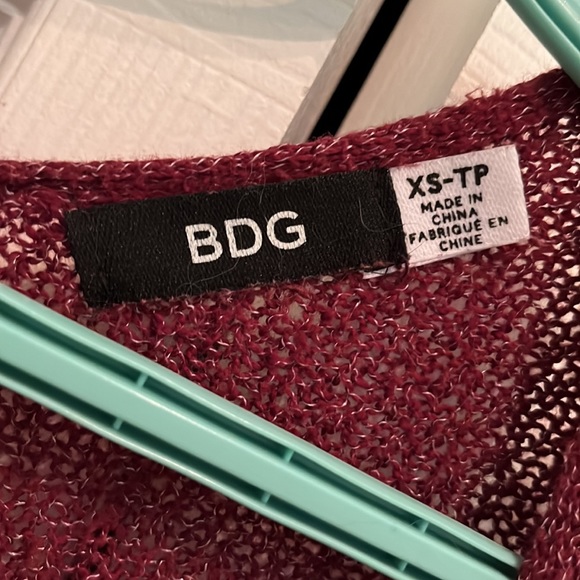 BDG
XS-TP
MADE IN
CHINA
FABRIQUÉ EN
CHINE